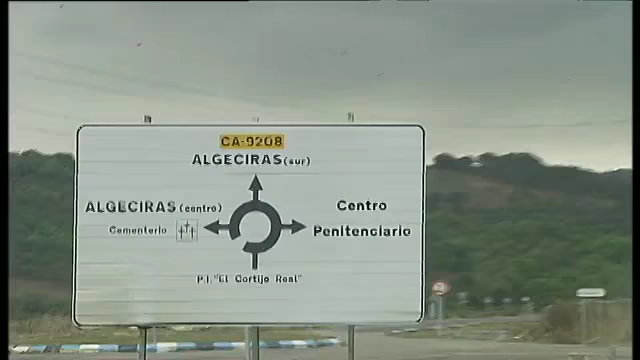 CA-9208
ALGECIRAS (sur)
ALGECIRAS (centro)
Cementerio
Centro
Penitenciario
P.I. "El Cortijo Real"